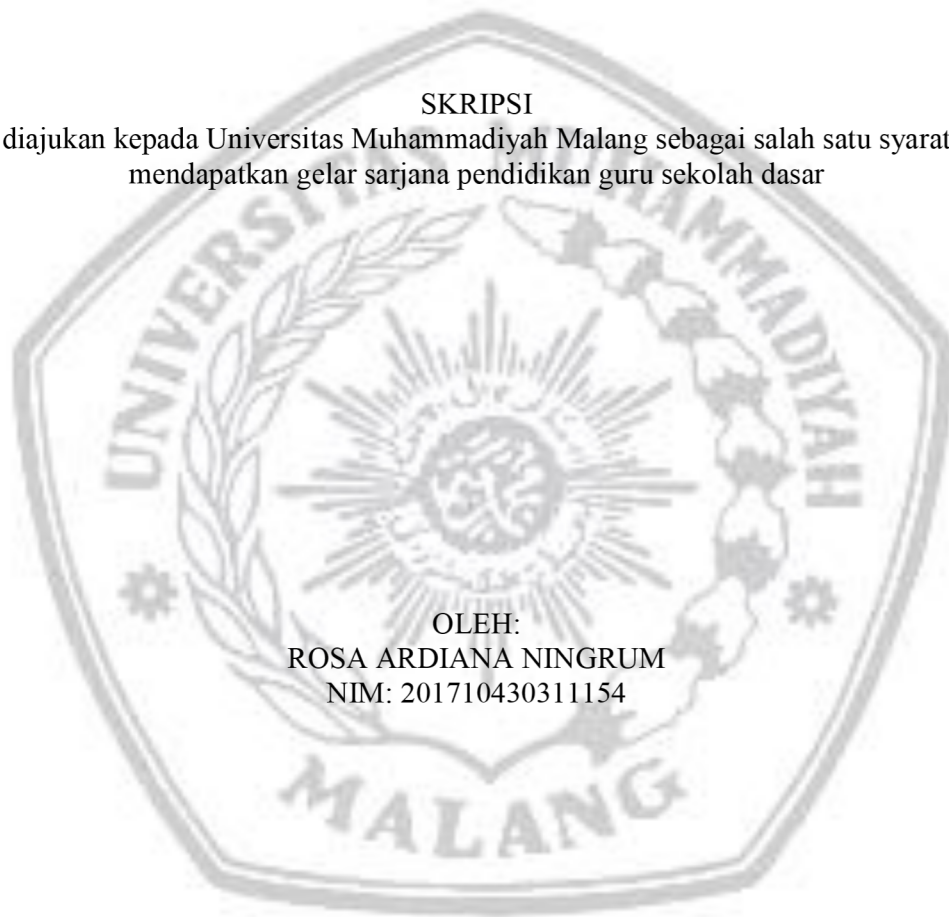 SKRIPSI
diajukan kepada Universitas Muhammadiyah Malang sebagai salah satu syarat
mendapatkan gelar sarjana pendidikan guru sekolah dasar
UNIVERSITAS MUHAMMADIYAH
OLEH:
ROSA ARDIANA NINGRUM
NIM: 201710430311154
MALANG